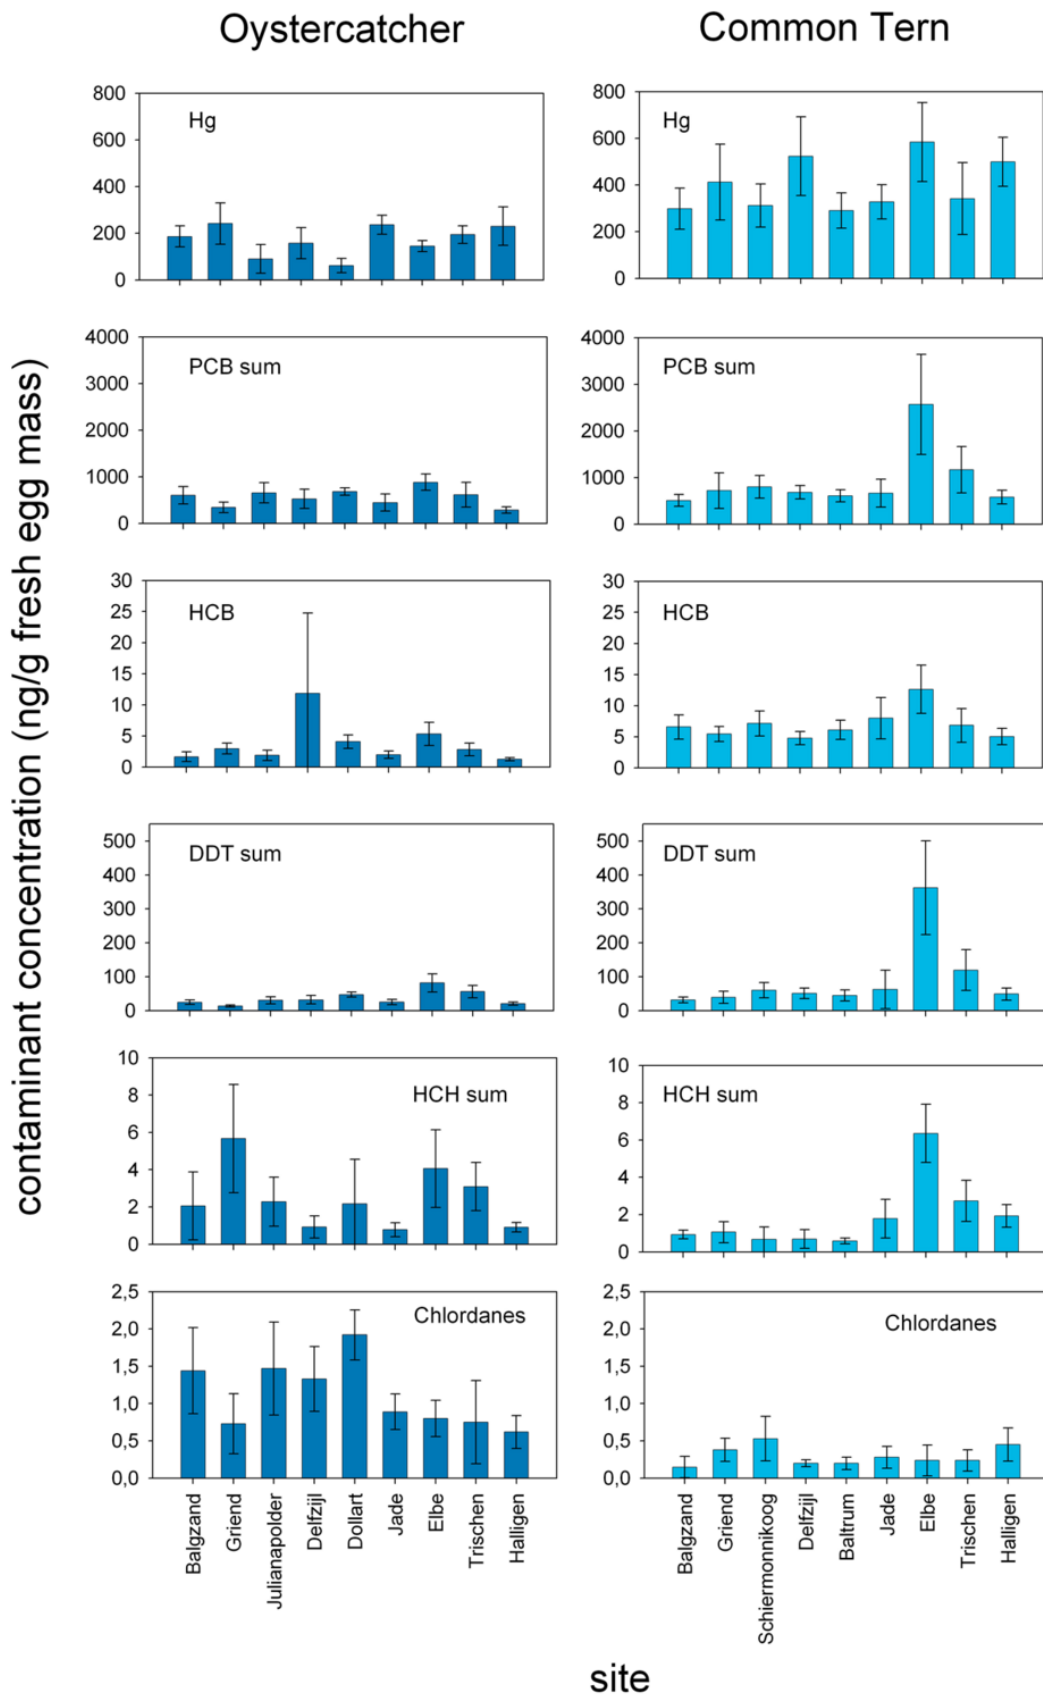 Oystercatcher
Common Tern
contaminant concentration (ng/g fresh egg mass)
Hg
800
600
400
200
0
Hg
800
600
400
200
0
PCB sum
4000
3000
2000
1000
0
PCB sum
4000
3000
2000
1000
0
HCB
30
25
20
15
10
5
0
HCB
30
25
20
15
10
5
0
DDT sum
500
400
300
200
100
0
DDT sum
500
400
300
200
100
0
HCH sum
10
8
6
4
2
0
HCH sum
10
8
6
4
2
0
Chlordanes
2,5
2,0
1,5
1,0
0,5
0,0
Chlordanes
2,5
2,0
1,5
1,0
0,5
0,0
Balgzand
Griend
Julianapolder
Delfzijl
Dollart
Jade
Elbe
Trischen
Halligen
Balgzand
Griend
Schiermonnikoog
Delfzijl
Baltrum
Jade
Elbe
Trischen
Halligen
site